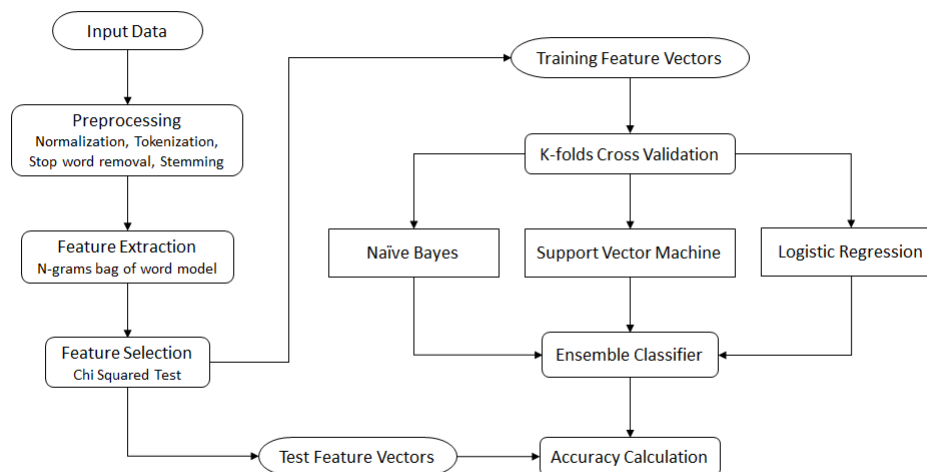 Input Data
Preprocessing
Normalization, Tokenization,
Stop word removal, Stemming
Feature Extraction
N-grams bag of word model
Feature Selection
Chi Squared Test
Training Feature Vectors
K-folds Cross Validation
Naïve Bayes
Support Vector Machine
Logistic Regression
Ensemble Classifier
Test Feature Vectors
Accuracy Calculation